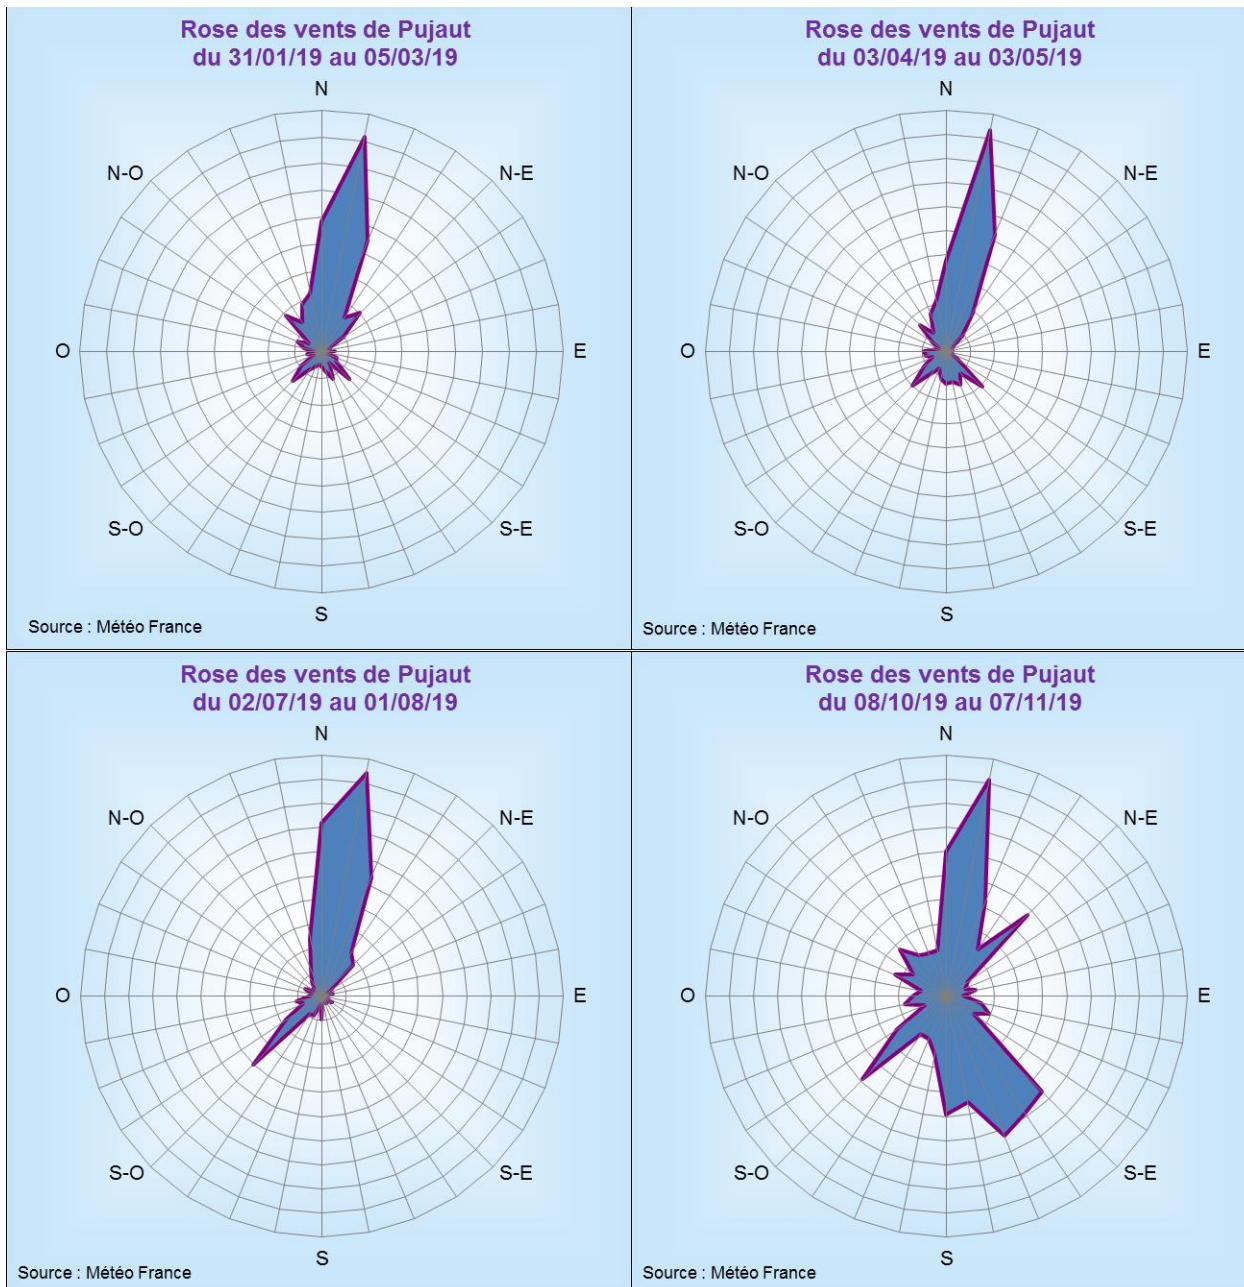 Rose des vents de Pujaut
du 31/01/19 au 05/03/19
N
N-O
N-E
O
E
S-O
S-E
S
Source : Météo France
Rose des vents de Pujaut
du 03/04/19 au 03/05/19
N
N-O
N-E
O
E
S-O
S-E
S
Source : Météo France
Rose des vents de Pujaut
du 02/07/19 au 01/08/19
N
N-O
N-E
O
E
S-O
S-E
S
Source : Météo France
Rose des vents de Pujaut
du 08/10/19 au 07/11/19
N
N-O
N-E
O
E
S-O
S-E
S
Source : Météo France